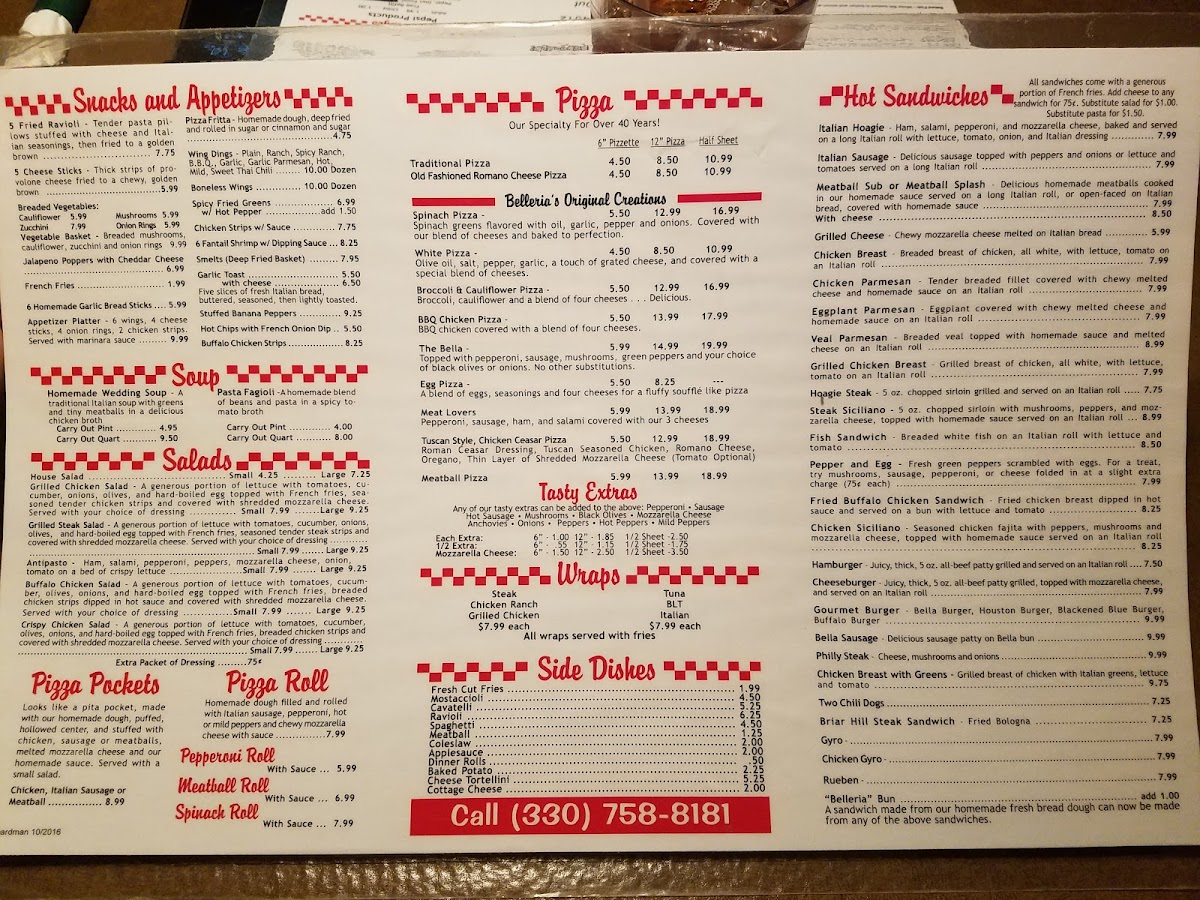 Pepsi Products
Snacks and Appetizers
5 Fried Ravioli - Tender pasta pil-
lows stuffed with cheese and Ital-
ian seasonings, then fried to a golden
brown ........ 7.75
5 Cheese Sticks - Thick strips of pro-
volone cheese fried to a chewy, golden
brown ........5.99
Breaded Vegetables:
Cauliflower 5.99 Mushrooms 5.99
Zucchini 7.99 Onion Rings 5.99
Vegetable Basket - Breaded mushrooms,
cauliflower, zucchini and onion rings 9.99
Jalapeno Poppers with Cheddar Cheese
........ 6.99
French Fries ........ 1.99
6 Homemade Garlic Bread Sticks .... 5.99
Appetizer Platter - 6 wings, 4 cheese
sticks, 4 onion rings, 2 chicken strips.
Served with marinara sauce ........ 9.99
Pizza Fritta - Homemade dough, deep fried
and rolled in sugar or cinnamon and sugar
........4.75
Wing Dings - Plain, Ranch, Spicy Ranch,
B.B.Q., Garlic, Garlic Parmesan, Hot,
Mild, Sweet Thai Chili ........ 10.00 Dozen
Boneless Wings ........ 10.00 Dozen
Spicy Fried Greens ........ 6.99
w/ Hot Pepper ........add 1.50
Chicken Strips w/ Sauce ........ 7.75
6 Fantail Shrimp w/ Dipping Sauce ... 8.25
Smelts (Deep Fried Basket) ........ 7.95
Garlic Toast ........ 5.50
with cheese ........ 6.50
Five slices of fresh Italian bread,
buttered, seasoned, then lightly toasted.
Stuffed Banana Peppers ........ 9.25
Hot Chips with French Onion Dip .. 5.50
Buffalo Chicken Strips ........ 8.25
Soup
Homemade Wedding Soup - A
traditional Italian soup with greens
and tiny meatballs in a delicious
chicken broth
Carry Out Pint ........ 4.95
Carry Out Quart ........ 9.50
Pasta Fagioli - A homemade blend
of beans and pasta in a spicy to-
mato broth
Carry Out Pint ........ 4.00
Carry Out Quart ........ 8.00
Salads
House Salad ........ Small 4.25 ........ Large 7.25
Grilled Chicken Salad - A generous portion of lettuce with tomatoes, cu-
cumber, onions, olives, and hard-boiled egg topped with French fries, sea-
soned tender chicken strips and covered with shredded mozzarella cheese.
Served with your choice of dressing ........ Small 7.99 .......Large 9.25
Grilled Steak Salad - A generous portion of lettuce with tomatoes, cucumber, onions,
olives, and hard-boiled egg topped with French fries, seasoned tender steak strips and
covered with shredded mozzarella cheese. Served with your choice of dressing ........
........ Small 7.99 ....... Large 9.25
Antipasto - Ham, salami, pepperoni, peppers, mozzarella cheese, onion,
tomato on a bed of crispy lettuce ........ Small 7.99 ....... Large 9.25
Buffalo Chicken Salad - A generous portion of lettuce with tomatoes, cucum-
ber, olives, onions, and hard-boiled egg topped with French fries, breaded
chicken strips dipped in hot sauce and covered with shredded mozzarella cheese.
Served with your choice of dressing ........Small 7.99 ....... Large 9.25
Crispy Chicken Salad - A generous portion of lettuce with tomatoes, cucumber,
olives, onions, and hard-boiled egg topped with French fries, breaded chicken strips and
covered with shredded mozzarella cheese. Served with your choice of dressing ........
........ Small 7.99 ....... Large 9.25
Extra Packet of Dressing ........75¢
Pizza Pockets
Looks like a pita pocket, made
with our homemade dough, puffed,
hollowed center, and stuffed with
chicken, sausage or meatballs,
melted mozzarella cheese and our
homemade sauce. Served with a
small salad.
Chicken, Italian Sausage or
Meatball ........ 8.99
Pizza Roll
Homemade dough filled and rolled
with Italian sausage, pepperoni, hot
or mild peppers and chewy mozzarella
cheese with sauce ........7.99
Pepperoni Roll
With Sauce ... 5.99
Meatball Roll
With Sauce ... 6.99
Spinach Roll
With Sauce ... 7.99
ardman 10/2016
Pizza
Our Specialty For Over 40 Years!
6" Pizzette 12" Pizza Half Sheet
Traditional Pizza 4.50 8.50 10.99
Old Fashioned Romano Cheese Pizza 4.50 8.50 10.99
Belleria's Original Creations
Spinach Pizza - 5.50 12.99 16.99
Spinach greens flavored with oil, garlic, pepper and onions. Covered with
our blend of cheeses and baked to perfection.
White Pizza - 4.50 8.50 10.99
Olive oil, salt, pepper, garlic, a touch of grated cheese, and covered with a
special blend of cheeses.
Broccoli & Cauliflower Pizza - 5.50 12.99 16.99
Broccoli, cauliflower and a blend of four cheeses . . . Delicious.
BBQ Chicken Pizza - 5.50 13.99 17.99
BBQ chicken covered with a blend of four cheeses.
The Bella - 5.99 14.99 19.99
Topped with pepperoni, sausage, mushrooms, green peppers and your choice
of black olives or onions. No other substitutions.
Egg Pizza - 5.50 8.25 ---
A blend of eggs, seasonings and four cheeses for a fluffy soufflé like pizza
Meat Lovers 5.99 13.99 18.99
Pepperoni, sausage, ham, and salami covered with our 3 cheeses
Tuscan Style, Chicken Ceasar Pizza 5.50 12.99 18.99
Roman Ceasar Dressing, Tuscan Seasoned Chicken, Romano Cheese,
Oregano, Thin Layer of Shredded Mozzarella Cheese (Tomato Optional)
Meatball Pizza 5.99 13.99 18.99
Tasty Extras
Any of our tasty extras can be added to the above: Pepperoni • Sausage
Hot Sausage • Mushrooms • Black Olives • Mozzarella Cheese
Anchovies • Onions • Peppers • Hot Peppers • Mild Peppers
Each Extra: 6" - 1.00 12" - 1.85 1/2 Sheet -2.50
1/2 Extra: 6" - .55 12" - 1.15 1/2 Sheet -1.75
Mozzarella Cheese: 6" - 1.50 12" - 2.50 1/2 Sheet -3.50
Wraps
Steak Tuna
Chicken Ranch BLT
Grilled Chicken Italian
$7.99 each $7.99 each
All wraps served with fries
Side Dishes
Fresh Cut Fries ........ 1.99
Mostaccioli ........ 4.50
Cavatelli ........ 5.25
Ravioli ........ 6.25
Spaghetti ........ 4.50
Meatball ........ 1.25
Coleslaw ........ 2.00
Applesauce ........ 2.00
Dinner Rolls ........ .50
Baked Potato ........ 2.25
Cheese Tortellini ........ 5.25
Cottage Cheese ........ 2.00
Call (330) 758-8181
Hot Sandwiches
All sandwiches come with a generous
portion of French fries. Add cheese to any
sandwich for 75¢. Substitute salad for $1.00.
Substitute pasta for $1.50.
Italian Hoagie - Ham, salami, pepperoni, and mozzarella cheese, baked and served
on a long Italian roll with lettuce, tomato, onion, and Italian dressing ........ 7.99
Italian Sausage - Delicious sausage topped with peppers and onions or lettuce and
tomatoes served on a long Italian roll ........ 7.99
Meatball Sub or Meatball Splash - Delicious homemade meatballs cooked
in our homemade sauce served on a long Italian roll, or open-faced on Italian
bread, covered with homemade sauce ........ 7.99
With cheese ........ 8.50
Grilled Cheese - Chewy mozzarella cheese melted on Italian bread ........ 5.99
Chicken Breast - Breaded breast of chicken, all white, with lettuce, tomato on
an Italian roll ........ 7.99
Chicken Parmesan - Tender breaded fillet covered with chewy melted
cheese and homemade sauce on an Italian roll ........ 7.99
Eggplant Parmesan - Eggplant covered with chewy melted cheese and
homemade sauce on an Italian roll ........ 7.99
Veal Parmesan - Breaded veal topped with homemade sauce and melted
cheese on an Italian roll ........ 8.99
Grilled Chicken Breast - Grilled breast of chicken, all white, with lettuce,
tomato on an Italian roll ........ 7.99
Hoagie Steak - 5 oz. chopped sirloin grilled and served on an Italian roll .... 7.75
Steak Siciliano - 5 oz. chopped sirloin with mushrooms, peppers, and moz-
zarella cheese, topped with homemade sauce served on an Italian roll ... 8.99
Fish Sandwich - Breaded white fish on an Italian roll with lettuce and
tomato ........ 8.50
Pepper and Egg - Fresh green peppers scrambled with eggs. For a treat,
try mushrooms, sausage, pepperoni, or cheese folded in at a slight extra
charge (75¢ each) ........ 7.99
Fried Buffalo Chicken Sandwich - Fried chicken breast dipped in hot
sauce and served on a bun with lettuce and tomato ........ 8.25
Chicken Siciliano - Seasoned chicken fajita with peppers, mushrooms and
mozzarella cheese, topped with homemade sauce served on an Italian roll
........ 8.25
Hamburger - Juicy, thick, 5 oz. all-beef patty grilled and served on an Italian roll ....7.50
Cheeseburger - Juicy, thick, 5 oz. all-beef patty grilled, topped with mozzarella cheese,
and served on an Italian roll ........ 7.99
Gourmet Burger - Bella Burger, Houston Burger, Blackened Blue Burger,
Buffalo Burger ........ 9.99
Bella Sausage - Delicious sausage patty on Bella bun ........ 9.99
Philly Steak - Cheese, mushrooms and onions ........ 9.99
Chicken Breast with Greens - Grilled breast of chicken with Italian greens, lettuce
and tomato ........ 9.75
Two Chili Dogs ........ 7.25
Briar Hill Steak Sandwich - Fried Bologna ........ 7.25
Gyro - ........ 7.99
Chicken Gyro - ........ 7.99
Rueben - ........ 7.99
"Belleria" Bun ........ add 1.00
A sandwich made from our homemade fresh bread dough can now be made
from any of the above sandwiches.